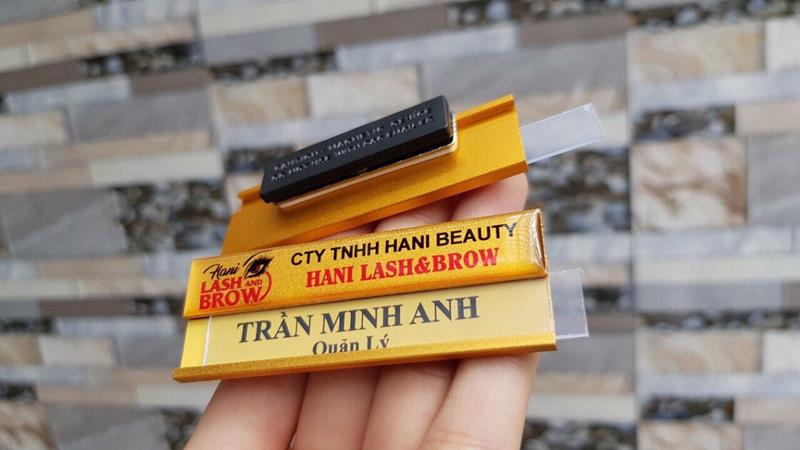 Hani
LASH AND
BROW
CTY TNHH HANI BEAUTY
HANI LASH&BROW
TRẦN MINH ANH
Quản Lý